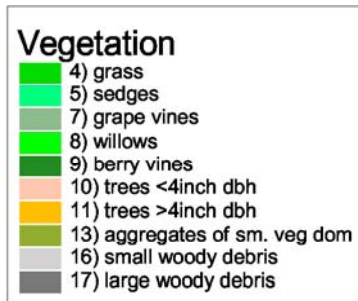 Vegetation
4) grass
5) sedges
7) grape vines
8) willows
9) berry vines
10) trees <4inch dbh
11) trees >4inch dbh
13) aggregates of sm. veg dom
16) small woody debris
17) large woody debris